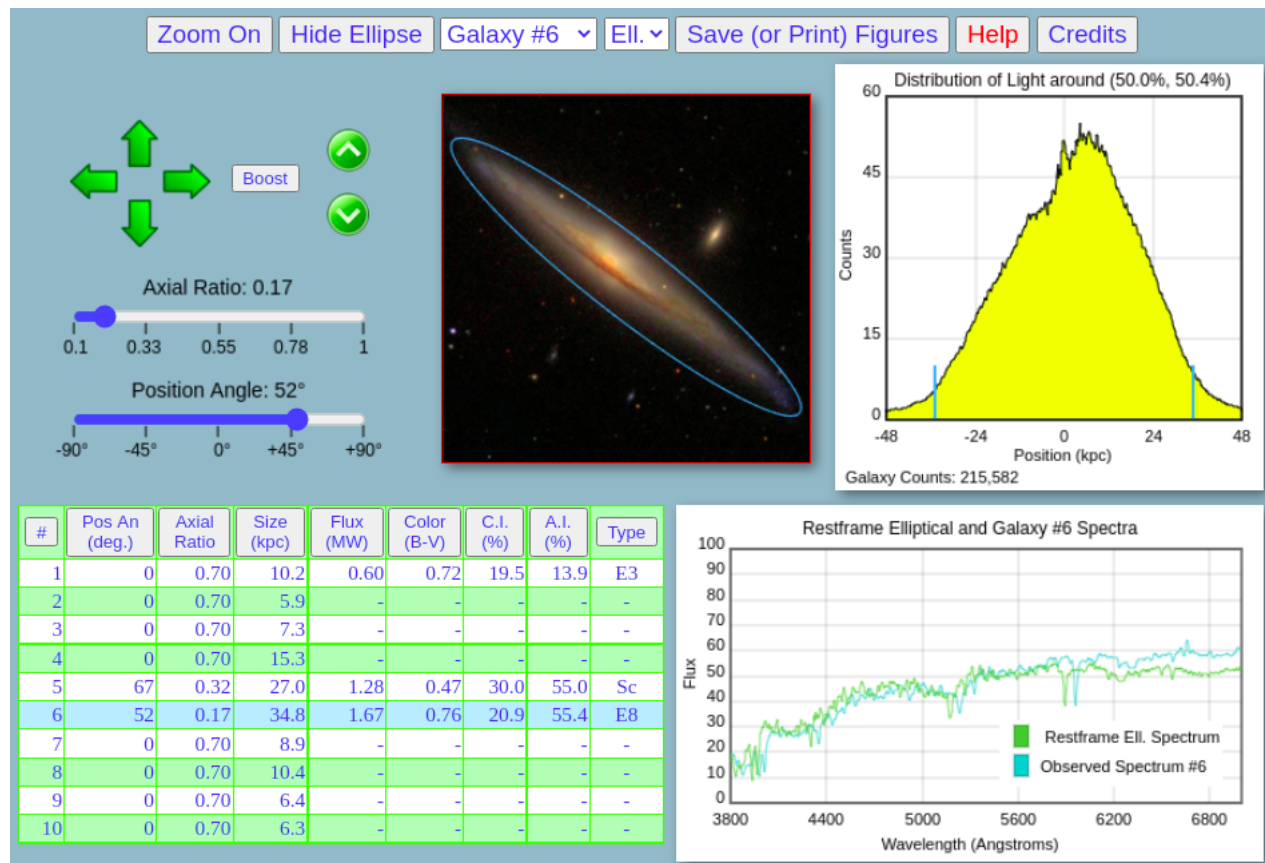 Zoom On Hide Ellipse Galaxy #6 Ell. Save (or Print) Figures Help Credits
Boost
Axial Ratio: 0.17
0.1 0.33 0.55 0.78 1
Position Angle: 52°
-90° -45° 0° +45° +90°
Distribution of Light around (50.0%, 50.4%)
60
45
30
15
0
Counts
-48 -24 0 24 48
Position (kpc)
Galaxy Counts: 215,582
# Pos An (deg.) Axial Ratio Size (kpc) Flux (MW) Color (B-V) C.I. (%) A.I. (%) Type
1 0 0.70 10.2 0.60 0.72 19.5 13.9 E3
2 0 0.70 5.9 - - - - -
3 0 0.70 7.3 - - - - -
4 0 0.70 15.3 - - - - -
5 67 0.32 27.0 1.28 0.47 30.0 55.0 Sc
6 52 0.17 34.8 1.67 0.76 20.9 55.4 E8
7 0 0.70 8.9 - - - - -
8 0 0.70 10.4 - - - - -
9 0 0.70 6.4 - - - - -
10 0 0.70 6.3 - - - - -
Restframe Elliptical and Galaxy #6 Spectra
100
90
80
70
60
50
40
30
20
10
0
Flux
Restframe Ell. Spectrum
Observed Spectrum #6
3800 4400 5000 5600 6200 6800
Wavelength (Angstroms)